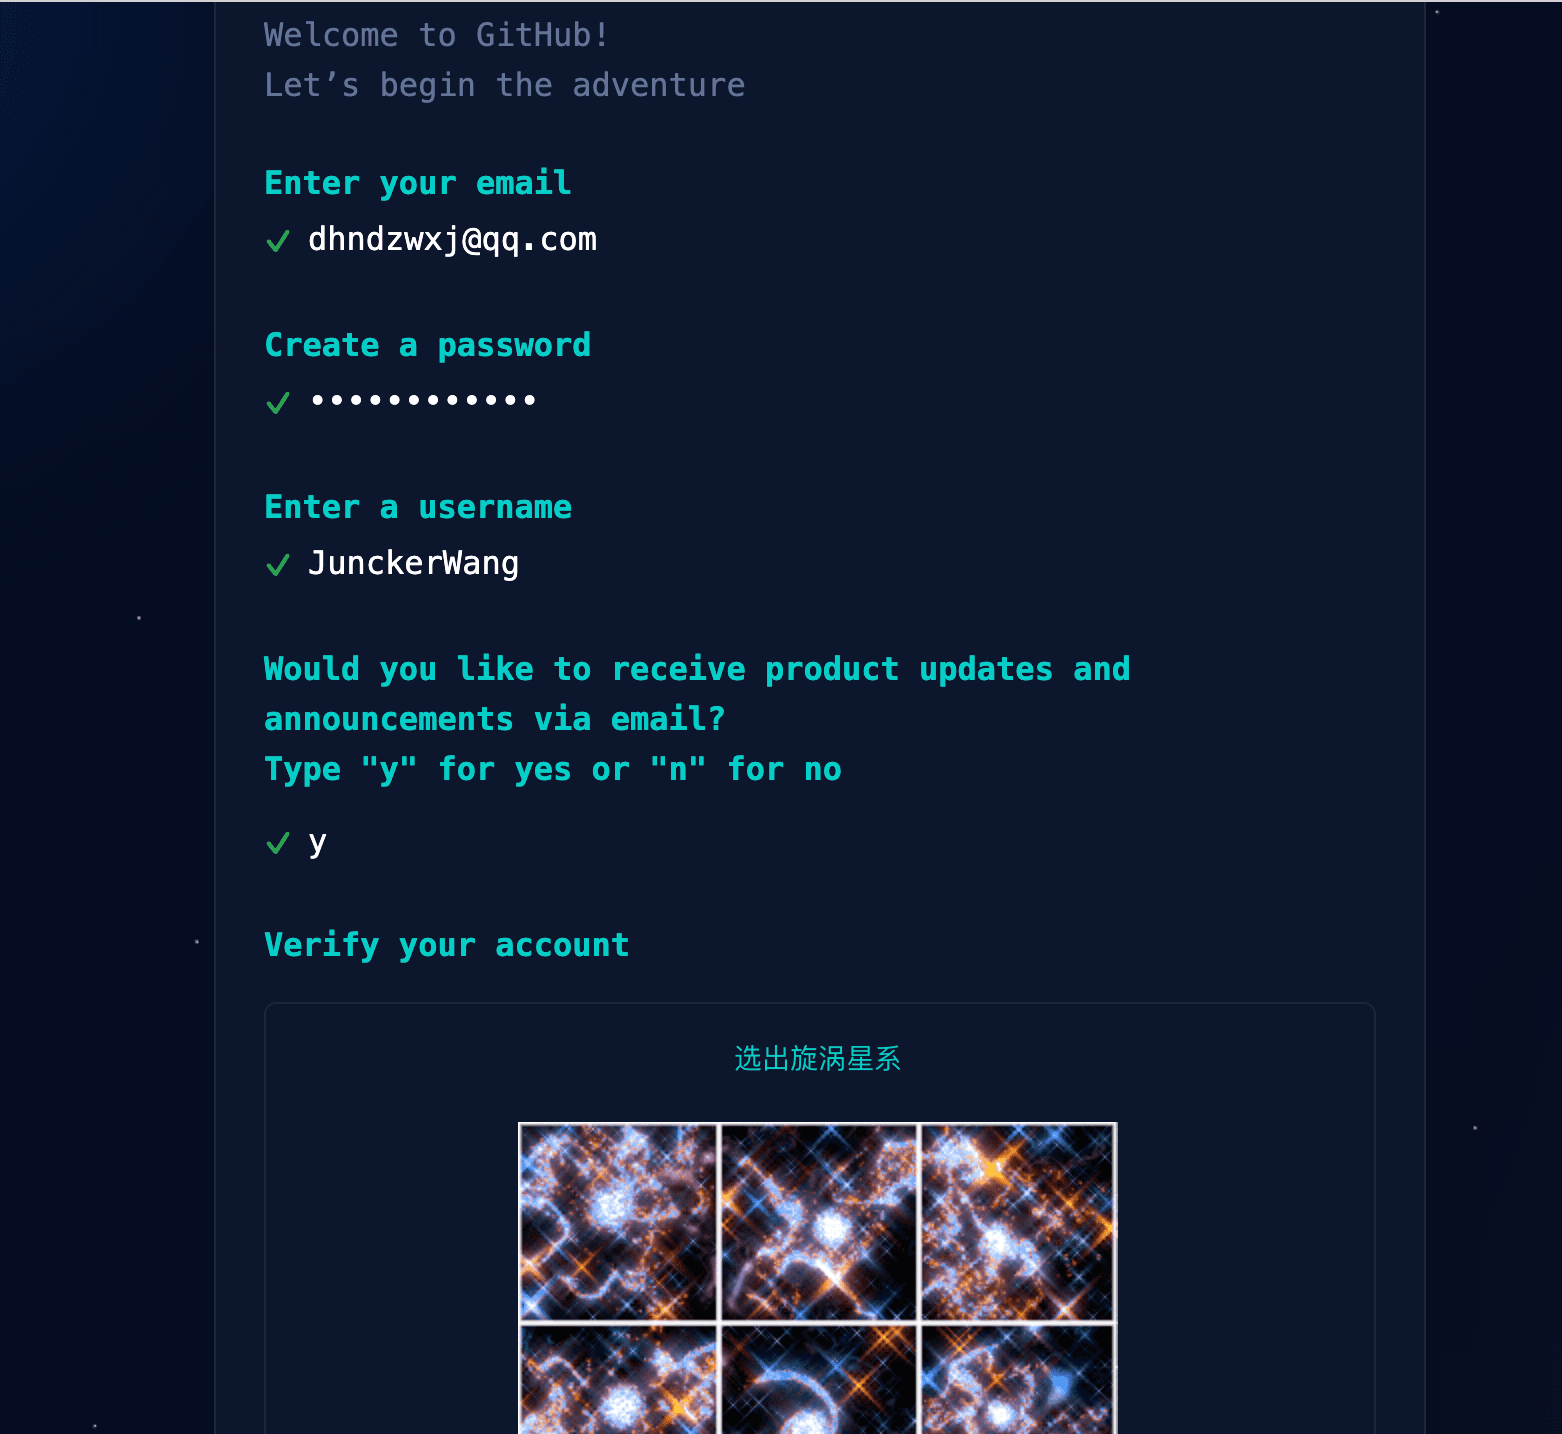 Welcome to GitHub!
Let’s begin the adventure
Enter your email
✓ dhndzwxj@qq.com
Create a password
✓ ••••••••••••
Enter a username
✓ JunckerWang
Would you like to receive product updates and
announcements via email?
Type "y" for yes or "n" for no
✓ y
Verify your account
选出旋涡星系